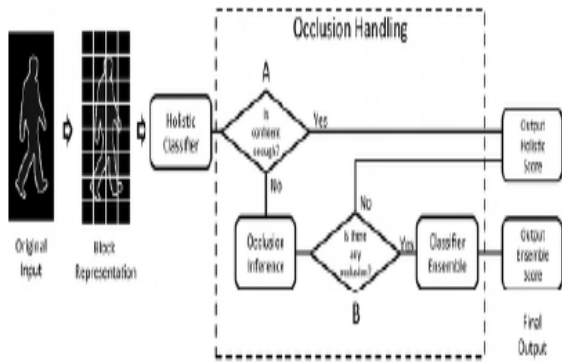 Occlusion Handling
A
Is
confident
enough?
Yes
No
Holistic
Classifier
Original
Input
Block
Representation
Occlusion
Inference
Is there
any
occlusion?
No
Yes
B
Classifier
Ensemble
Output
Holistic
Score
Output
Ensemble
Score
Final
Output